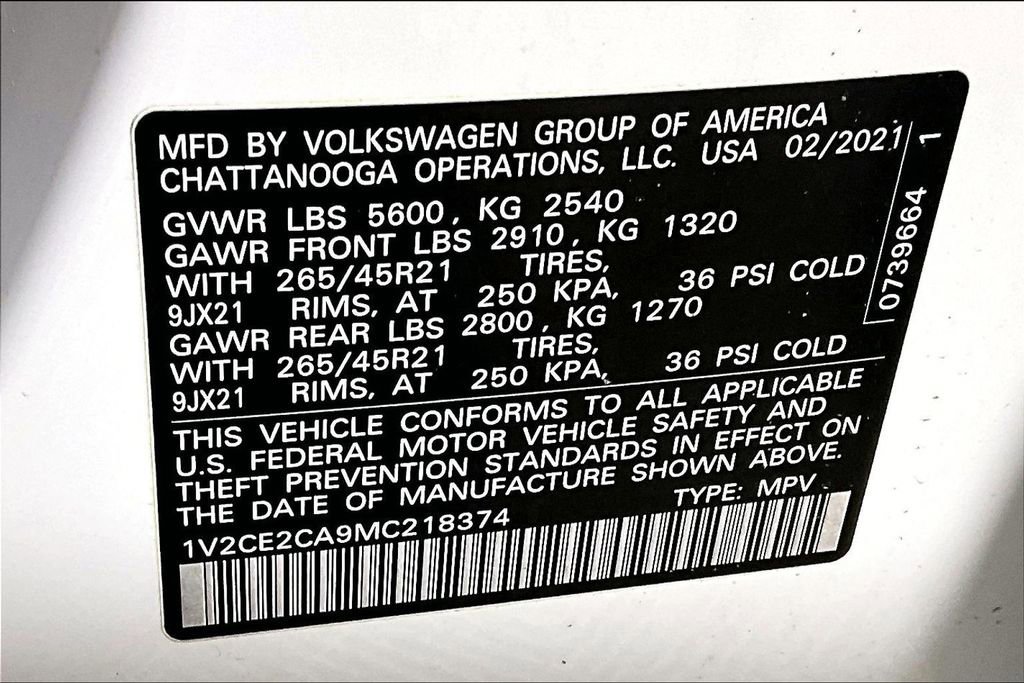 MFD BY VOLKSWAGEN GROUP OF AMERICA
CHATTANOOGA OPERATIONS, LLC. USA 02/2021
GVWR LBS 5600, KG 2540
GAWR FRONT LBS 2910, KG 1320
WITH 265/45R21 TIRES,
9JX21 RIMS, AT 250 KPA, 36 PSI COLD
GAWR REAR LBS 2800, KG 1270
WITH 265/45R21 TIRES,
9JX21 RIMS, AT 250 KPA, 36 PSI COLD
THIS VEHICLE CONFORMS TO ALL APPLICABLE
U.S. FEDERAL MOTOR VEHICLE SAFETY AND
THEFT PREVENTION STANDARDS IN EFFECT ON
THE DATE OF MANUFACTURE SHOWN ABOVE.
1V2CE2CA9MC218374 TYPE: MPV
0739664 1